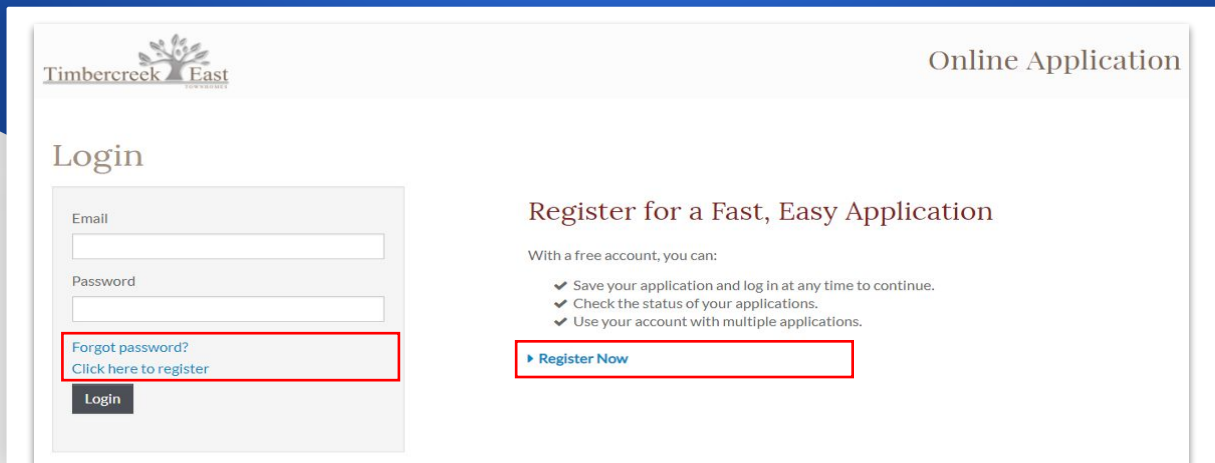 Timbercreek East
TOWNHOMES
Online Application
Login
Email
Password
Forgot password?
Click here to register
Login
Register for a Fast, Easy Application
With a free account, you can:
Save your application and log in at any time to continue.
Check the status of your applications.
Use your account with multiple applications.
Register Now